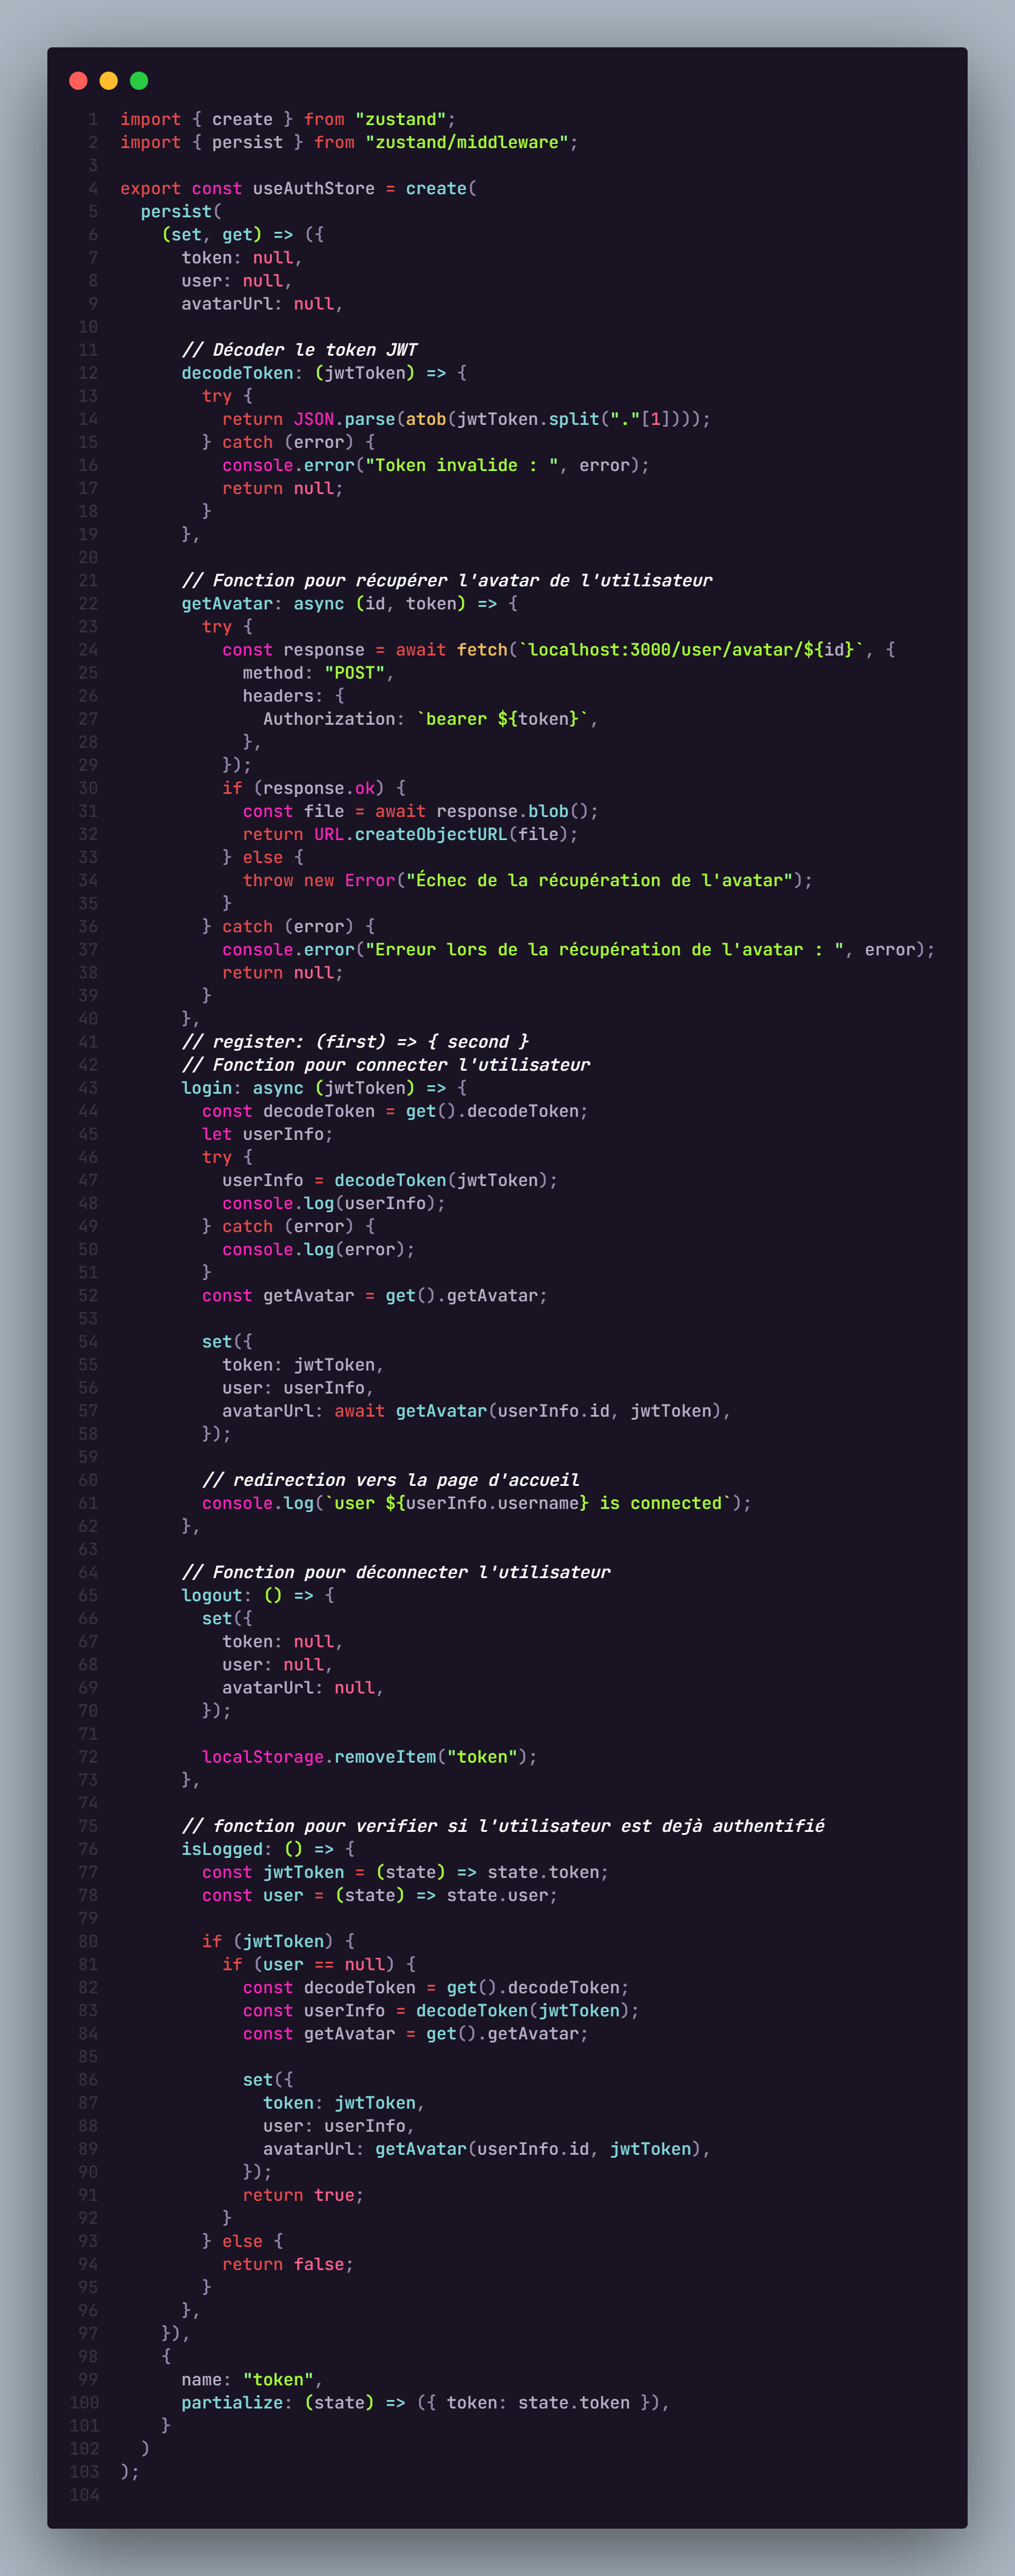 1 import { create } from "zustand";
2 import { persist } from "zustand/middleware";
3
4 export const useAuthStore = create(
5   persist(
6     (set, get) => ({
7       token: null,
8       user: null,
9       avatarUrl: null,
10
11       // Décoder le token JWT
12       decodeToken: (jwtToken) => {
13         try {
14           return JSON.parse(atob(jwtToken.split("."[1])));
15         } catch (error) {
16           console.error("Token invalide : ", error);
17           return null;
18         }
19       },
20
21       // Fonction pour récupérer l'avatar de l'utilisateur
22       getAvatar: async (id, token) => {
23         try {
24           const response = await fetch(`localhost:3000/user/avatar/${id}`, {
25             method: "POST",
26             headers: {
27               Authorization: `bearer ${token}`,
28             },
29           });
30           if (response.ok) {
31             const file = await response.blob();
32             return URL.createObjectURL(file);
33           } else {
34             throw new Error("Échec de la récupération de l'avatar");
35           }
36         } catch (error) {
37           console.error("Erreur lors de la récupération de l'avatar : ", error);
38           return null;
39         }
40       },
41       // register: (first) => { second }
42       // Fonction pour connecter l'utilisateur
43       login: async (jwtToken) => {
44         const decodeToken = get().decodeToken;
45         let userInfo;
46         try {
47           userInfo = decodeToken(jwtToken);
48           console.log(userInfo);
49         } catch (error) {
50           console.log(error);
51         }
52         const getAvatar = get().getAvatar;
53
54         set({
55           token: jwtToken,
56           user: userInfo,
57           avatarUrl: await getAvatar(userInfo.id, jwtToken),
58         });
59
60         // redirection vers la page d'accueil
61         console.log(`user ${userInfo.username} is connected`);
62       },
63
64       // Fonction pour déconnecter l'utilisateur
65       logout: () => {
66         set({
67           token: null,
68           user: null,
69           avatarUrl: null,
70         });
71
72         localStorage.removeItem("token");
73       },
74
75       // fonction pour verifier si l'utilisateur est dejà authentifié
76       isLogged: () => {
77         const jwtToken = (state) => state.token;
78         const user = (state) => state.user;
79
80         if (jwtToken) {
81           if (user == null) {
82             const decodeToken = get().decodeToken;
83             const userInfo = decodeToken(jwtToken);
84             const getAvatar = get().getAvatar;
85
86             set({
87               token: jwtToken,
88               user: userInfo,
89               avatarUrl: getAvatar(userInfo.id, jwtToken),
90             });
91             return true;
92           }
93         } else {
94           return false;
95         }
96       },
97     }),
98     {
99       name: "token",
100       partialize: (state) => ({ token: state.token }),
101     }
102   )
103 );
104